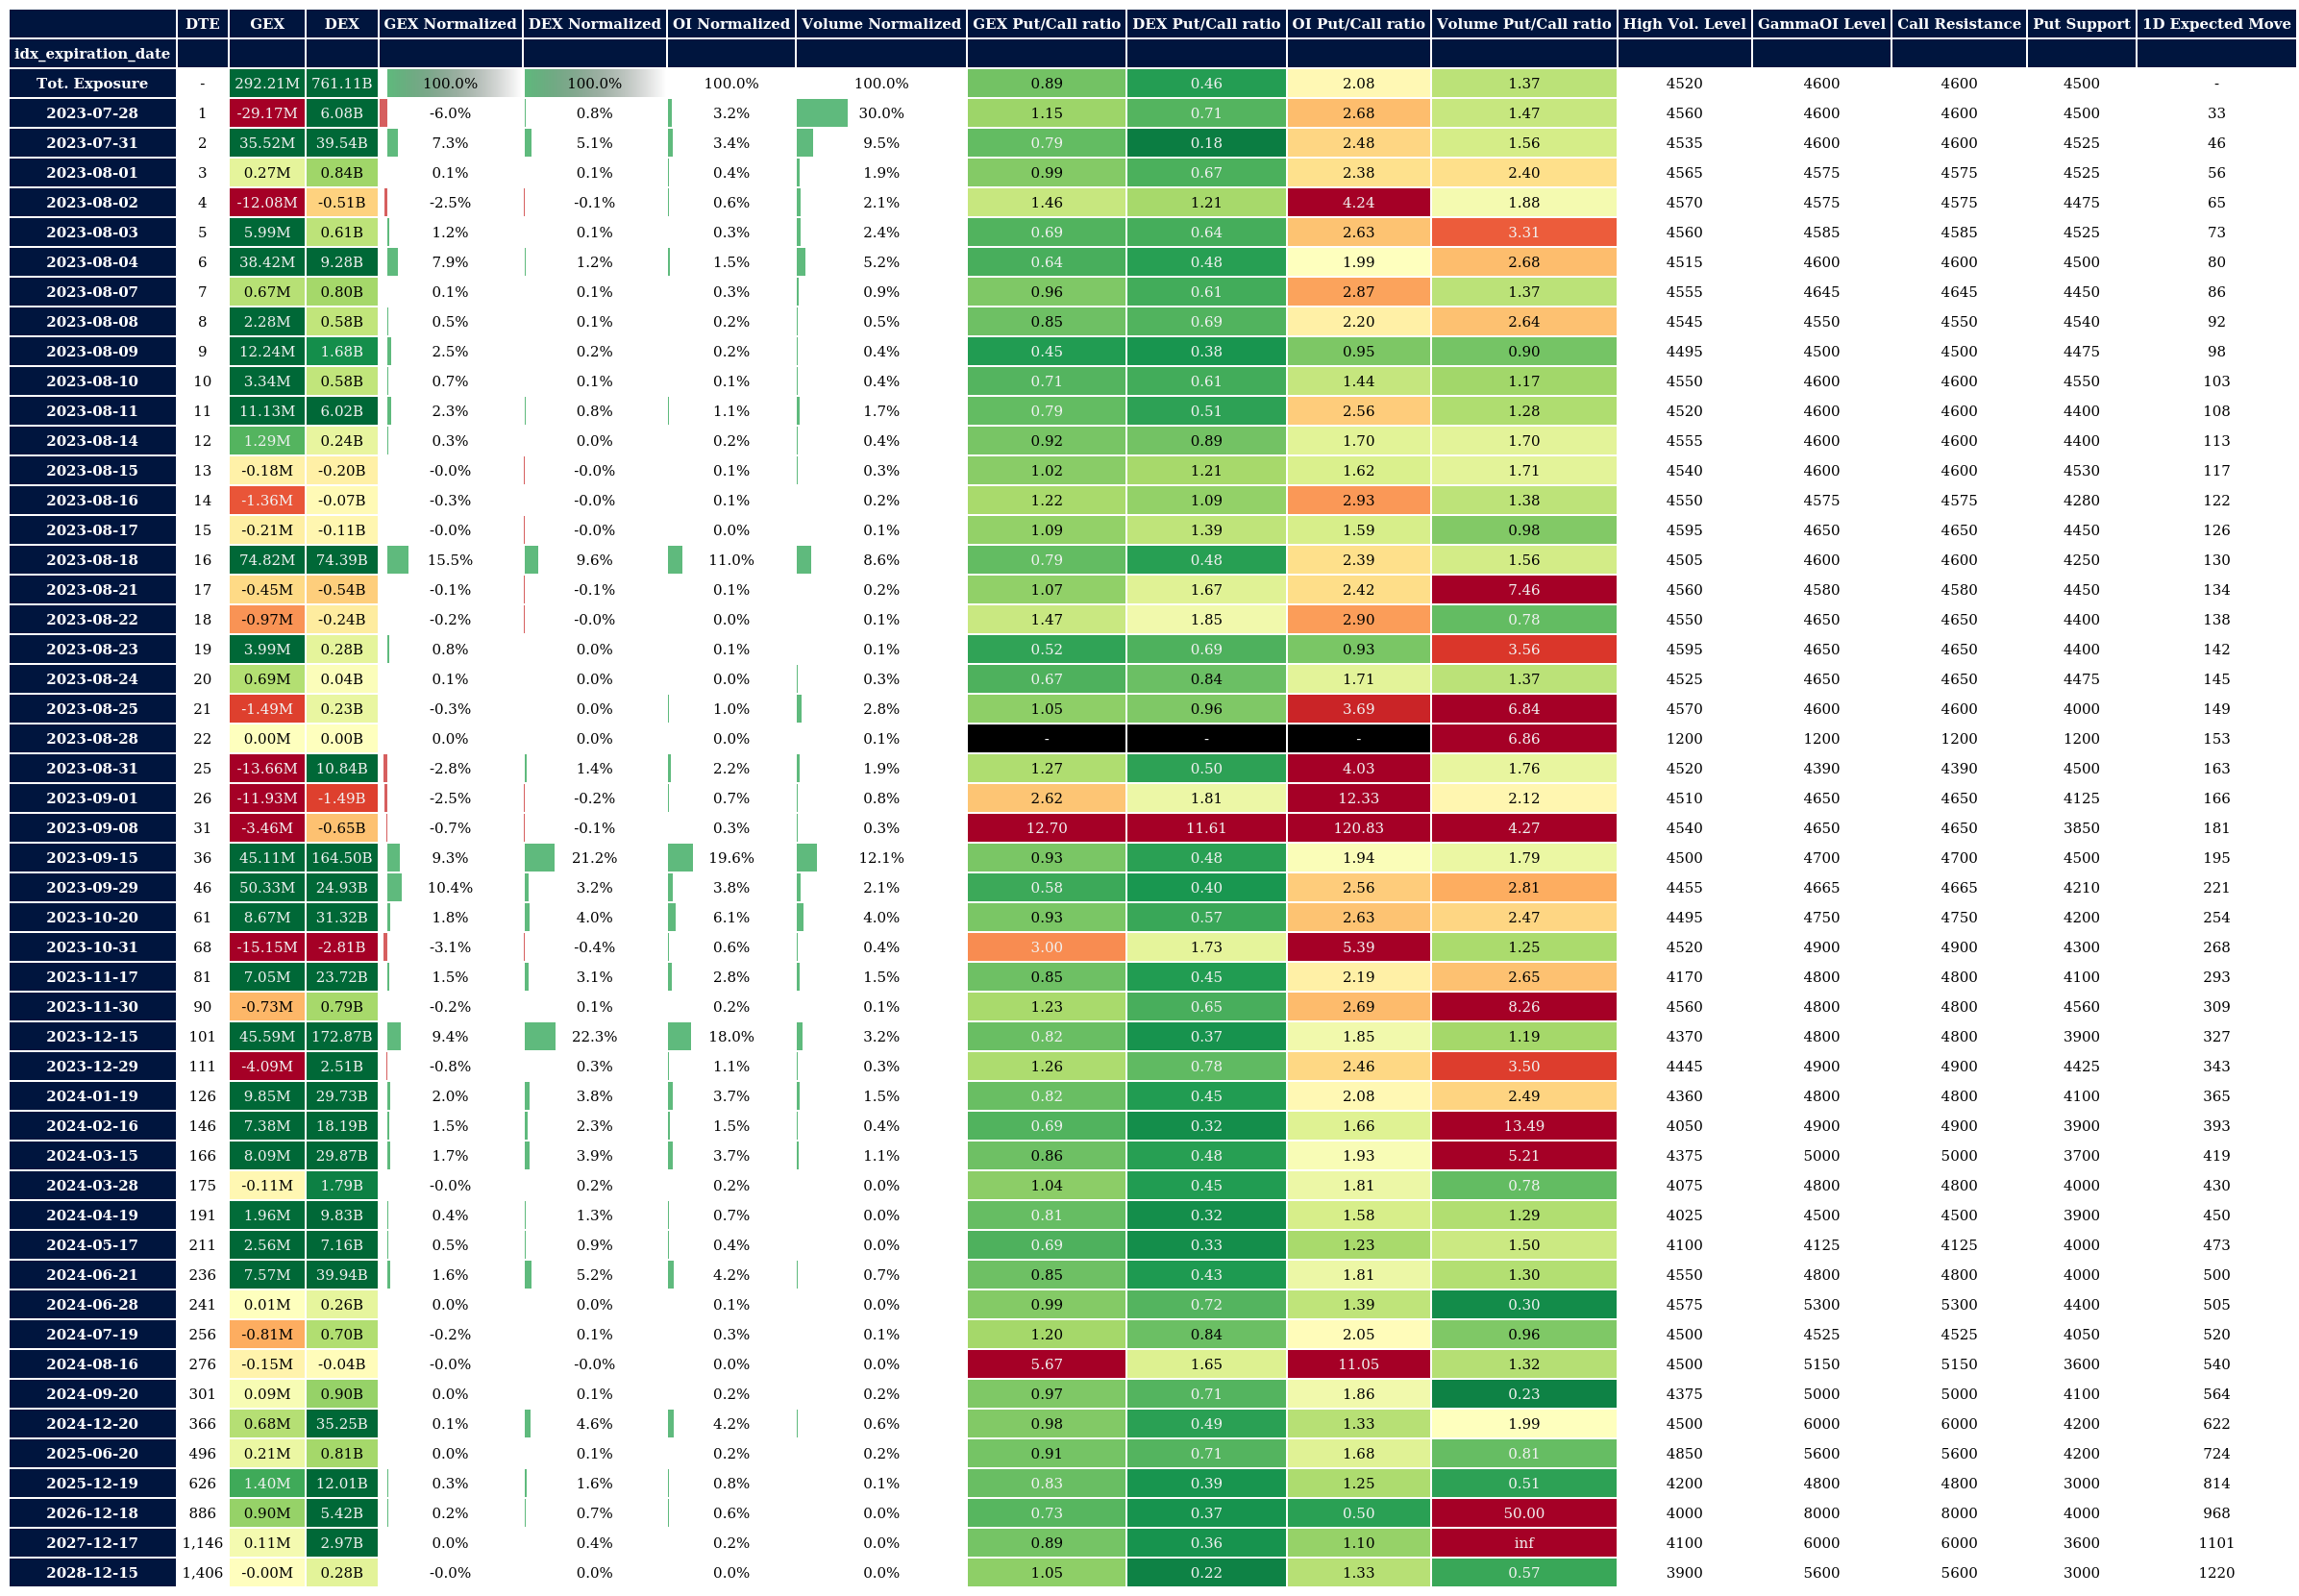 DTE GEX DEX GEX Normalized DEX Normalized OI Normalized Volume Normalized GEX Put/Call ratio DEX Put/Call ratio OI Put/Call ratio Volume Put/Call ratio High Vol. Level GammaOI Level Call Resistance Put Support 1D Expected Move
idx_expiration_date
Tot. Exposure - 292.21M 761.11B 100.0% 100.0% 100.0% 100.0% 0.89 0.46 2.08 1.37 4520 4600 4600 4500 -
2023-07-28 1 -29.17M 6.08B -6.0% 0.8% 3.2% 30.0% 1.15 0.71 2.68 1.47 4560 4600 4600 4500 33
2023-07-31 2 35.52M 39.54B 7.3% 5.1% 3.4% 9.5% 0.79 0.18 2.48 1.56 4535 4600 4600 4525 46
2023-08-01 3 0.27M 0.84B 0.1% 0.1% 0.4% 1.9% 0.99 0.67 2.38 2.40 4565 4575 4575 4525 56
2023-08-02 4 -12.08M -0.51B -2.5% -0.1% 0.6% 2.1% 1.46 1.21 4.24 1.88 4570 4575 4575 4475 65
2023-08-03 5 5.99M 0.61B 1.2% 0.1% 0.3% 2.4% 0.69 0.64 2.63 3.31 4560 4585 4585 4525 73
2023-08-04 6 38.42M 9.28B 7.9% 1.2% 1.5% 5.2% 0.64 0.48 1.99 2.68 4515 4600 4600 4500 80
2023-08-07 7 0.67M 0.80B 0.1% 0.1% 0.3% 0.9% 0.96 0.61 2.87 1.37 4555 4645 4645 4450 86
2023-08-08 8 2.28M 0.58B 0.5% 0.1% 0.2% 0.5% 0.85 0.69 2.20 2.64 4545 4550 4550 4540 92
2023-08-09 9 12.24M 1.68B 2.5% 0.2% 0.2% 0.4% 0.45 0.38 0.95 0.90 4495 4500 4500 4475 98
2023-08-10 10 3.34M 0.58B 0.7% 0.1% 0.1% 0.4% 0.71 0.61 1.44 1.17 4550 4600 4600 4550 103
2023-08-11 11 11.13M 6.02B 2.3% 0.8% 1.1% 1.7% 0.79 0.51 2.56 1.28 4520 4600 4600 4400 108
2023-08-14 12 1.29M 0.24B 0.3% 0.0% 0.2% 0.4% 0.92 0.89 1.70 1.70 4555 4600 4600 4400 113
2023-08-15 13 -0.18M -0.20B -0.0% -0.0% 0.1% 0.3% 1.02 1.21 1.62 1.71 4540 4600 4600 4530 117
2023-08-16 14 -1.36M -0.07B -0.3% -0.0% 0.1% 0.2% 1.22 1.09 2.93 1.38 4550 4575 4575 4280 122
2023-08-17 15 -0.21M -0.11B -0.0% -0.0% 0.0% 0.1% 1.09 1.39 1.59 0.98 4595 4650 4650 4450 126
2023-08-18 16 74.82M 74.39B 15.5% 9.6% 11.0% 8.6% 0.79 0.48 2.39 1.56 4505 4600 4600 4250 130
2023-08-21 17 -0.45M -0.54B -0.1% -0.1% 0.1% 0.2% 1.07 1.67 2.42 7.46 4560 4580 4580 4450 134
2023-08-22 18 -0.97M -0.24B -0.2% -0.0% 0.0% 0.1% 1.47 1.85 2.90 0.78 4550 4650 4650 4400 138
2023-08-23 19 3.99M 0.28B 0.8% 0.0% 0.1% 0.1% 0.52 0.69 0.93 3.56 4595 4650 4650 4400 142
2023-08-24 20 0.69M 0.04B 0.1% 0.0% 0.0% 0.3% 0.67 0.84 1.71 1.37 4525 4650 4650 4475 145
2023-08-25 21 -1.49M 0.23B -0.3% 0.0% 1.0% 2.8% 1.05 0.96 3.69 6.84 4570 4600 4600 4000 149
2023-08-28 22 0.00M 0.00B 0.0% 0.0% 0.0% 0.1% - - - 6.86 1200 1200 1200 1200 153
2023-08-31 25 -13.66M 10.84B -2.8% 1.4% 2.2% 1.9% 1.27 0.50 4.03 1.76 4520 4390 4390 4500 163
2023-09-01 26 -11.93M -1.49B -2.5% -0.2% 0.7% 0.8% 2.62 1.81 12.33 2.12 4510 4650 4650 4125 166
2023-09-08 31 -3.46M -0.65B -0.7% -0.1% 0.3% 0.3% 12.70 11.61 120.83 4.27 4540 4650 4650 3850 181
2023-09-15 36 45.11M 164.50B 9.3% 21.2% 19.6% 12.1% 0.93 0.48 1.94 1.79 4500 4700 4700 4500 195
2023-09-29 46 50.33M 24.93B 10.4% 3.2% 3.8% 2.1% 0.58 0.40 2.56 2.81 4455 4665 4665 4210 221
2023-10-20 61 8.67M 31.32B 1.8% 4.0% 6.1% 4.0% 0.93 0.57 2.63 2.47 4495 4750 4750 4200 254
2023-10-31 68 -15.15M -2.81B -3.1% -0.4% 0.6% 0.4% 3.00 1.73 5.39 1.25 4520 4900 4900 4300 268
2023-11-17 81 7.05M 23.72B 1.5% 3.1% 2.8% 1.5% 0.85 0.45 2.19 2.65 4170 4800 4800 4100 293
2023-11-30 90 -0.73M 0.79B -0.2% 0.1% 0.2% 0.1% 1.23 0.65 2.69 8.26 4560 4800 4800 4560 309
2023-12-15 101 45.59M 172.87B 9.4% 22.3% 18.0% 3.2% 0.82 0.37 1.85 1.19 4370 4800 4800 3900 327
2023-12-29 111 -4.09M 2.51B -0.8% 0.3% 1.1% 0.3% 1.26 0.78 2.46 3.50 4445 4900 4900 4425 343
2024-01-19 126 9.85M 29.73B 2.0% 3.8% 3.7% 1.5% 0.82 0.45 2.08 2.49 4360 4800 4800 4100 365
2024-02-16 146 7.38M 18.19B 1.5% 2.3% 1.5% 0.4% 0.69 0.32 1.66 13.49 4050 4900 4900 3900 393
2024-03-15 166 8.09M 29.87B 1.7% 3.9% 3.7% 1.1% 0.86 0.48 1.93 5.21 4375 5000 5000 3700 419
2024-03-28 175 -0.11M 1.79B -0.0% 0.2% 0.2% 0.0% 1.04 0.45 1.81 0.78 4075 4800 4800 4000 430
2024-04-19 191 1.96M 9.83B 0.4% 1.3% 0.7% 0.0% 0.81 0.32 1.58 1.29 4025 4500 4500 3900 450
2024-05-17 211 2.56M 7.16B 0.5% 0.9% 0.4% 0.0% 0.69 0.33 1.23 1.50 4100 4125 4125 4000 473
2024-06-21 236 7.57M 39.94B 1.6% 5.2% 4.2% 0.7% 0.85 0.43 1.81 1.30 4550 4800 4800 4000 500
2024-06-28 241 0.01M 0.26B 0.0% 0.0% 0.1% 0.0% 0.99 0.72 1.39 0.30 4575 5300 5300 4400 505
2024-07-19 256 -0.81M 0.70B -0.2% 0.1% 0.3% 0.1% 1.20 0.84 2.05 0.96 4500 4525 4525 4050 520
2024-08-16 276 -0.15M -0.04B -0.0% -0.0% 0.0% 0.0% 5.67 1.65 11.05 1.32 4500 5150 5150 3600 540
2024-09-20 301 0.09M 0.90B 0.0% 0.1% 0.2% 0.2% 0.97 0.71 1.86 0.23 4375 5000 5000 4100 564
2024-12-20 366 0.68M 35.25B 0.1% 4.6% 4.2% 0.6% 0.98 0.49 1.33 1.99 4500 6000 6000 4200 622
2025-06-20 496 0.21M 0.81B 0.0% 0.1% 0.2% 0.2% 0.91 0.71 1.68 0.81 4850 5600 5600 4200 724
2025-12-19 626 1.40M 12.01B 0.3% 1.6% 0.8% 0.1% 0.83 0.39 1.25 0.51 4200 4800 4800 3000 814
2026-12-18 886 0.90M 5.42B 0.2% 0.7% 0.6% 0.0% 0.73 0.37 0.50 50.00 4000 8000 8000 4000 968
2027-12-17 1,146 0.11M 2.97B 0.0% 0.4% 0.2% 0.0% 0.89 0.36 1.10 inf 4100 6000 6000 3600 1101
2028-12-15 1,406 -0.00M 0.28B -0.0% 0.0% 0.0% 0.0% 1.05 0.22 1.33 0.57 3900 5600 5600 3000 1220